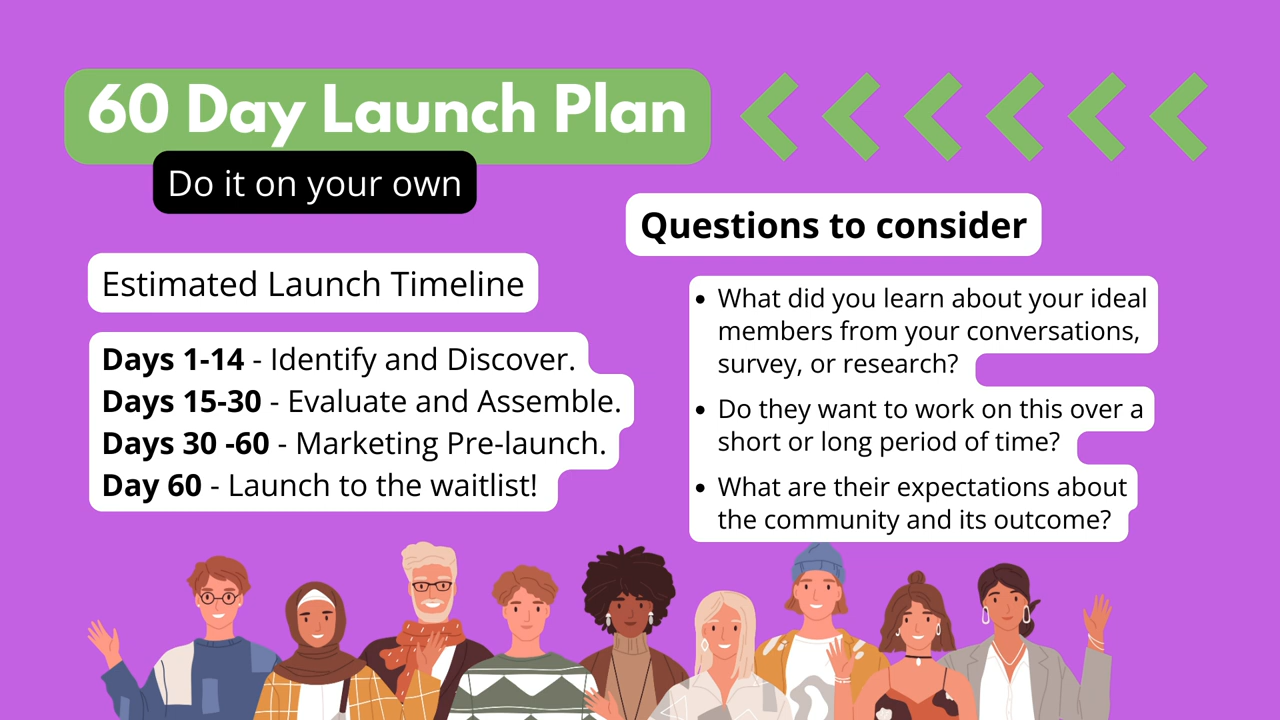 60 Day Launch Plan
Do it on your own
Estimated Launch Timeline
Days 1-14 - Identify and Discover.
Days 15-30 - Evaluate and Assemble.
Days 30 -60 - Marketing Pre-launch.
Day 60 - Launch to the waitlist!
Questions to consider
• What did you learn about your ideal
members from your conversations,
survey, or research?
• Do they want to work on this over a
short or long period of time?
• What are their expectations about
the community and its outcome?